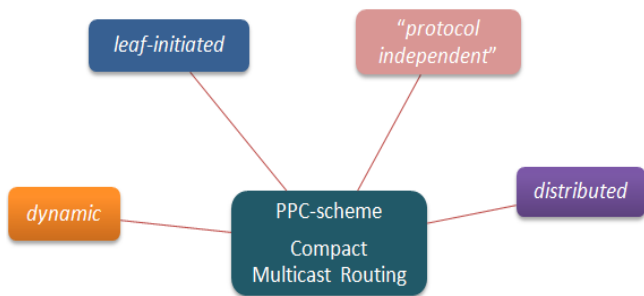 leaf-initiated
“protocol
independent”
dynamic
distributed
PPC-scheme
Compact
Multicast Routing